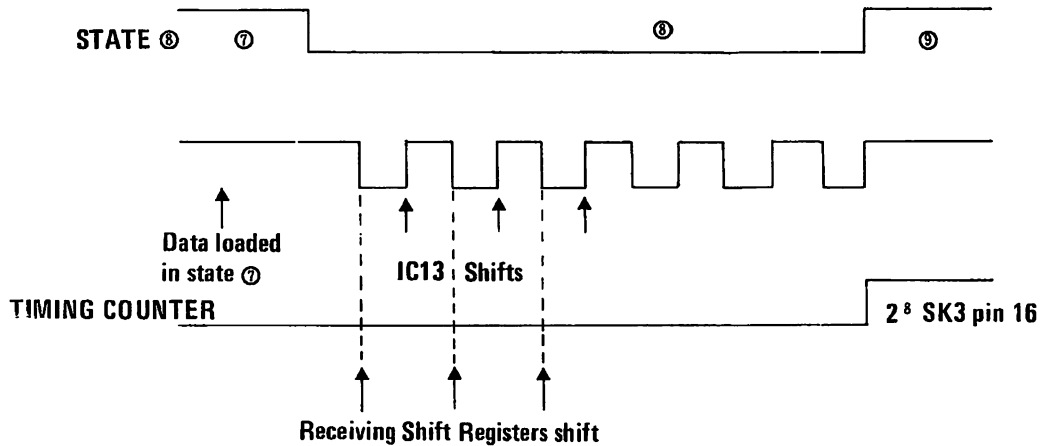 STATE ⑧ ⑦ ⑧ ⑨
Data loaded
in state ⑦
IC13 Shifts
TIMING COUNTER
2⁸ SK3 pin 16
Receiving Shift Registers shift